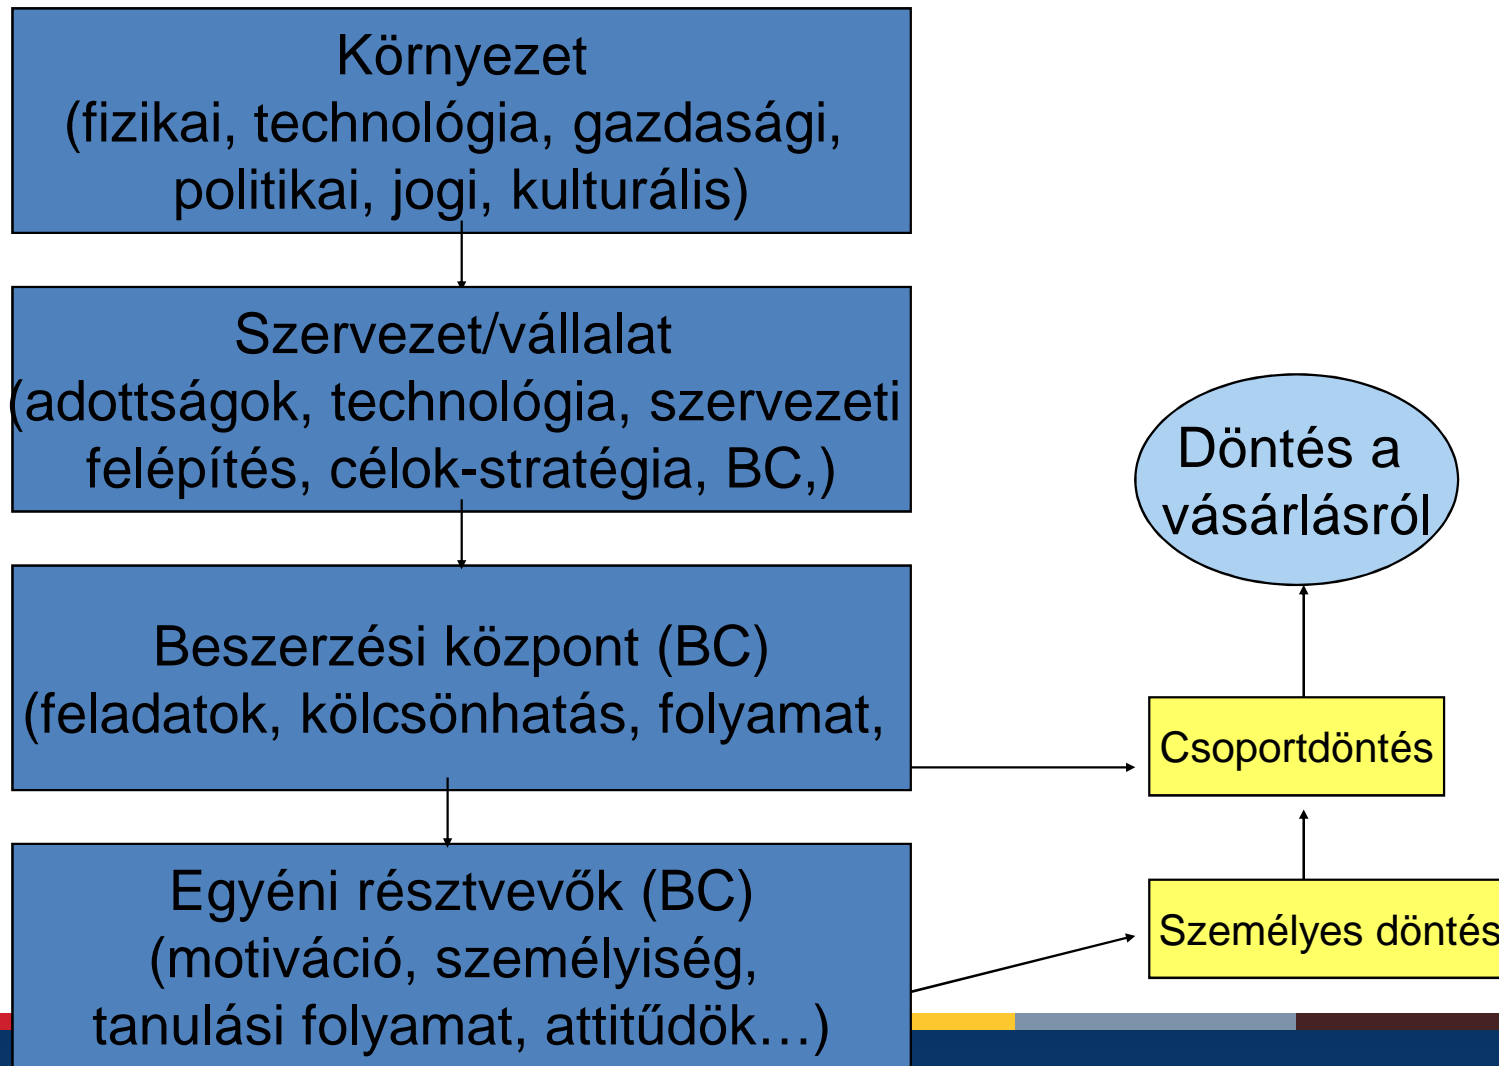 Környezet
(fizikai, technológia, gazdasági,
politikai, jogi, kulturális)
Szervezet/vállalat
(adottságok, technológia, szervezeti
felépítés, célok-stratégia, BC,)
Beszerzési központ (BC)
(feladatok, kölcsönhatás, folyamat,
Egyéni résztvevők (BC)
(motiváció, személyiség,
tanulási folyamat, attitűdök…)
Döntés a
vásárlásról
Csoportdöntés
Személyes döntés